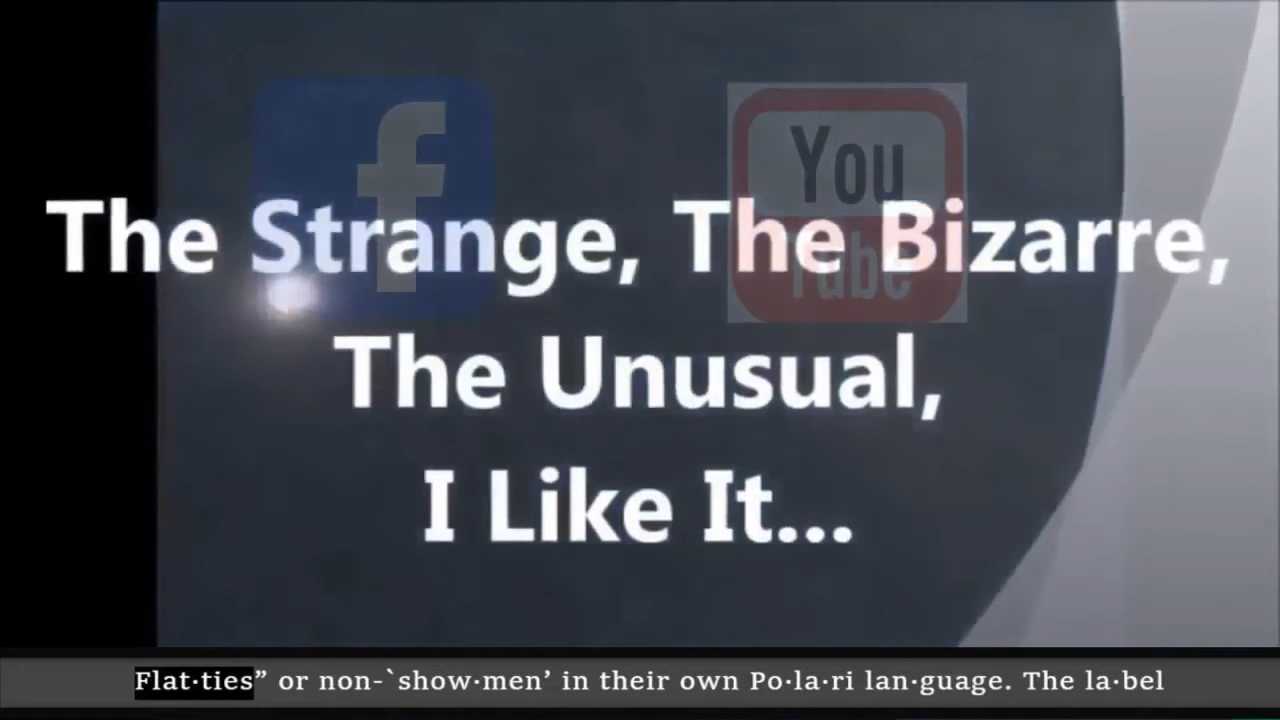 f
You
Tube
The Strange, The Bizarre,
The Unusual,
I Like It...
Flat·ties” or non-`show·men’ in their own Po·la·ri lan·guage. The la·bel